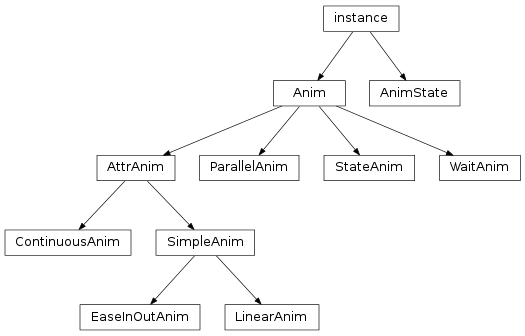 instance
Anim
AnimState
AttrAnim
ParallelAnim
StateAnim
WaitAnim
ContinuousAnim
SimpleAnim
EaseInOutAnim
LinearAnim